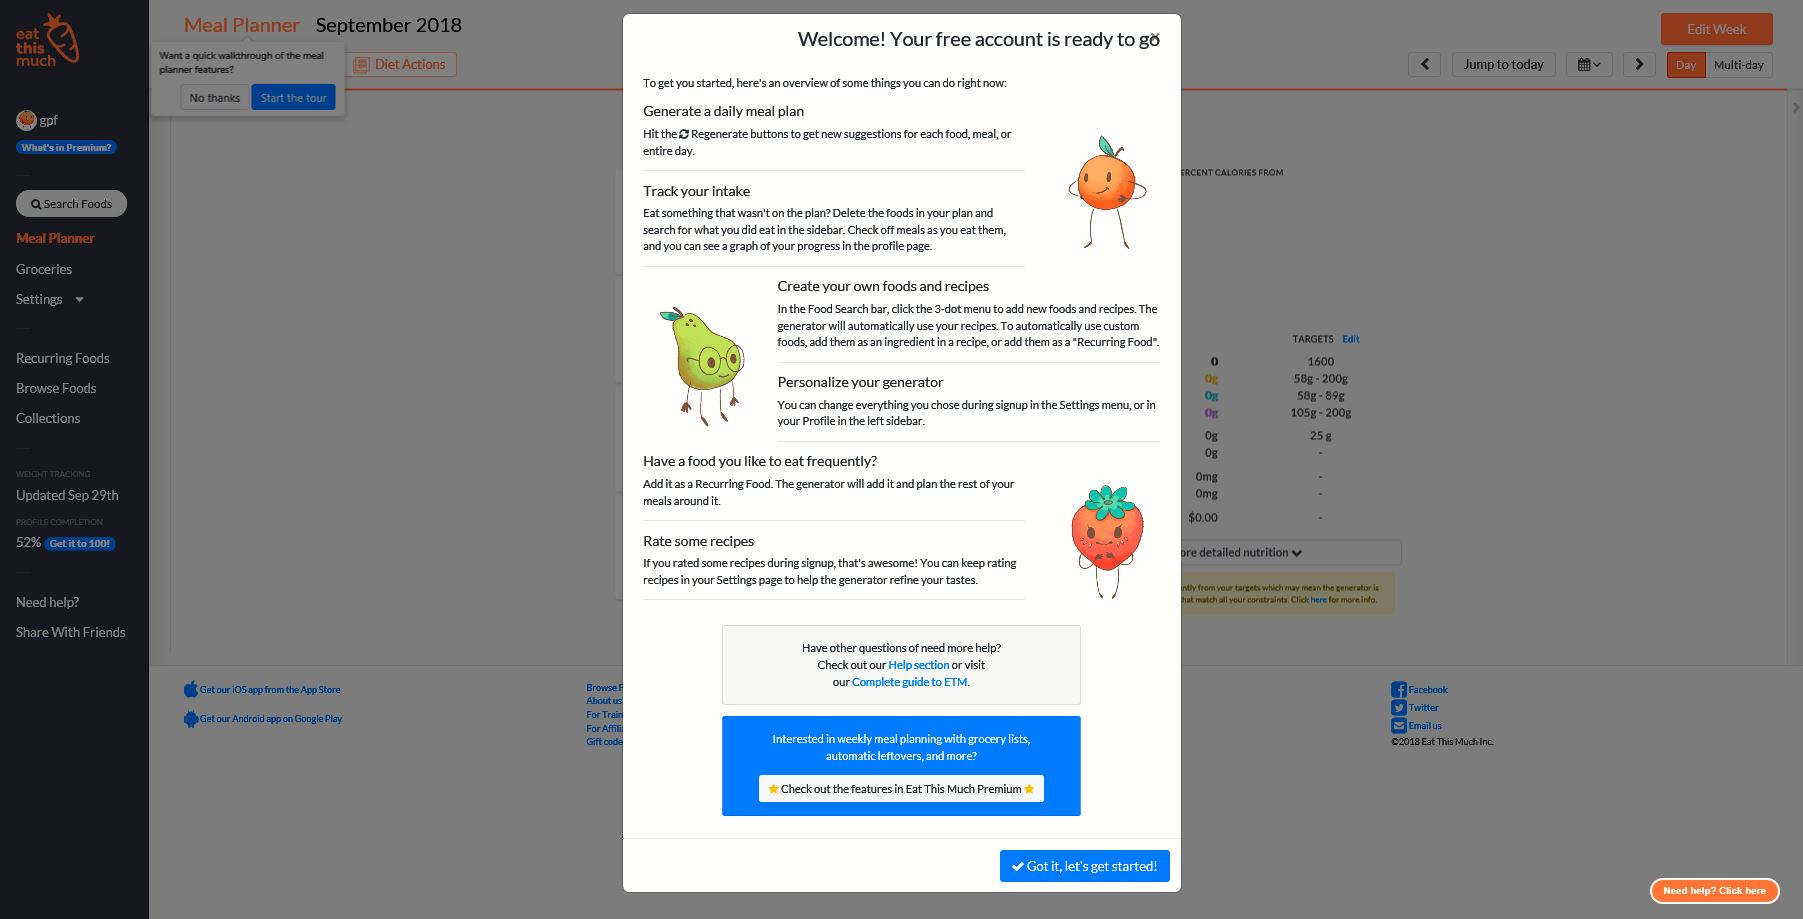 eat
this
much
gpf
What's in Premium?
Search Foods
Meal Planner
Groceries
Settings
Recurring Foods
Browse Foods
Collections
WEIGHT TRACKING
Updated Sep 29th
PROFILE COMPLETION
52% Get it to 100!
Need help?
Share With Friends
Meal Planner September 2018
Want a quick walkthrough of the meal
planner features?
No thanks Start the tour
Diet Actions
Edit Week
Jump to today
Day Multi-day
Welcome! Your free account is ready to go
To get you started, here's an overview of some things you can do right now:
Generate a daily meal plan
Hit the Regenerate buttons to get new suggestions for each food, meal, or
entire day.
Track your intake
Eat something that wasn't on the plan? Delete the foods in your plan and
search for what you did eat in the sidebar. Check off meals as you eat them,
and you can see a graph of your progress in the profile page.
Create your own foods and recipes
In the Food Search bar, click the 3-dot menu to add new foods and recipes. The
generator will automatically use your recipes. To automatically use custom
foods, add them as an ingredient in a recipe, or add them as a "Recurring Food".
Personalize your generator
You can change everything you chose during signup in the Settings menu, or in
your Profile in the left sidebar.
Have a food you like to eat frequently?
Add it as a Recurring Food. The generator will add it and plan the rest of your
meals around it.
Rate some recipes
If you rated some recipes during signup, that's awesome! You can keep rating
recipes in your Settings page to help the generator refine your tastes.
Have other questions of need more help?
Check out our Help section or visit
our Complete guide to ETM.
Interested in weekly meal planning with grocery lists,
automatic leftovers, and more?
Check out the features in Eat This Much Premium
Got it, let's get started!
CALORIES FROM
TARGETS Edit
0 1600
0g 58g - 200g
0g 58g - 89g
0g 105g - 200g
0g 25 g
0g -
0mg -
0mg -
$0.00 -
detailed nutrition
from your targets which may mean the generator is
that match all your constraints. Click here for more info.
Get our iOS app from the App Store
Get our Android app on Google Play
Browse
About us
For
For
Gift code
Facebook
Twitter
Email us
©2018 Eat This Much Inc.
Need help? Click here